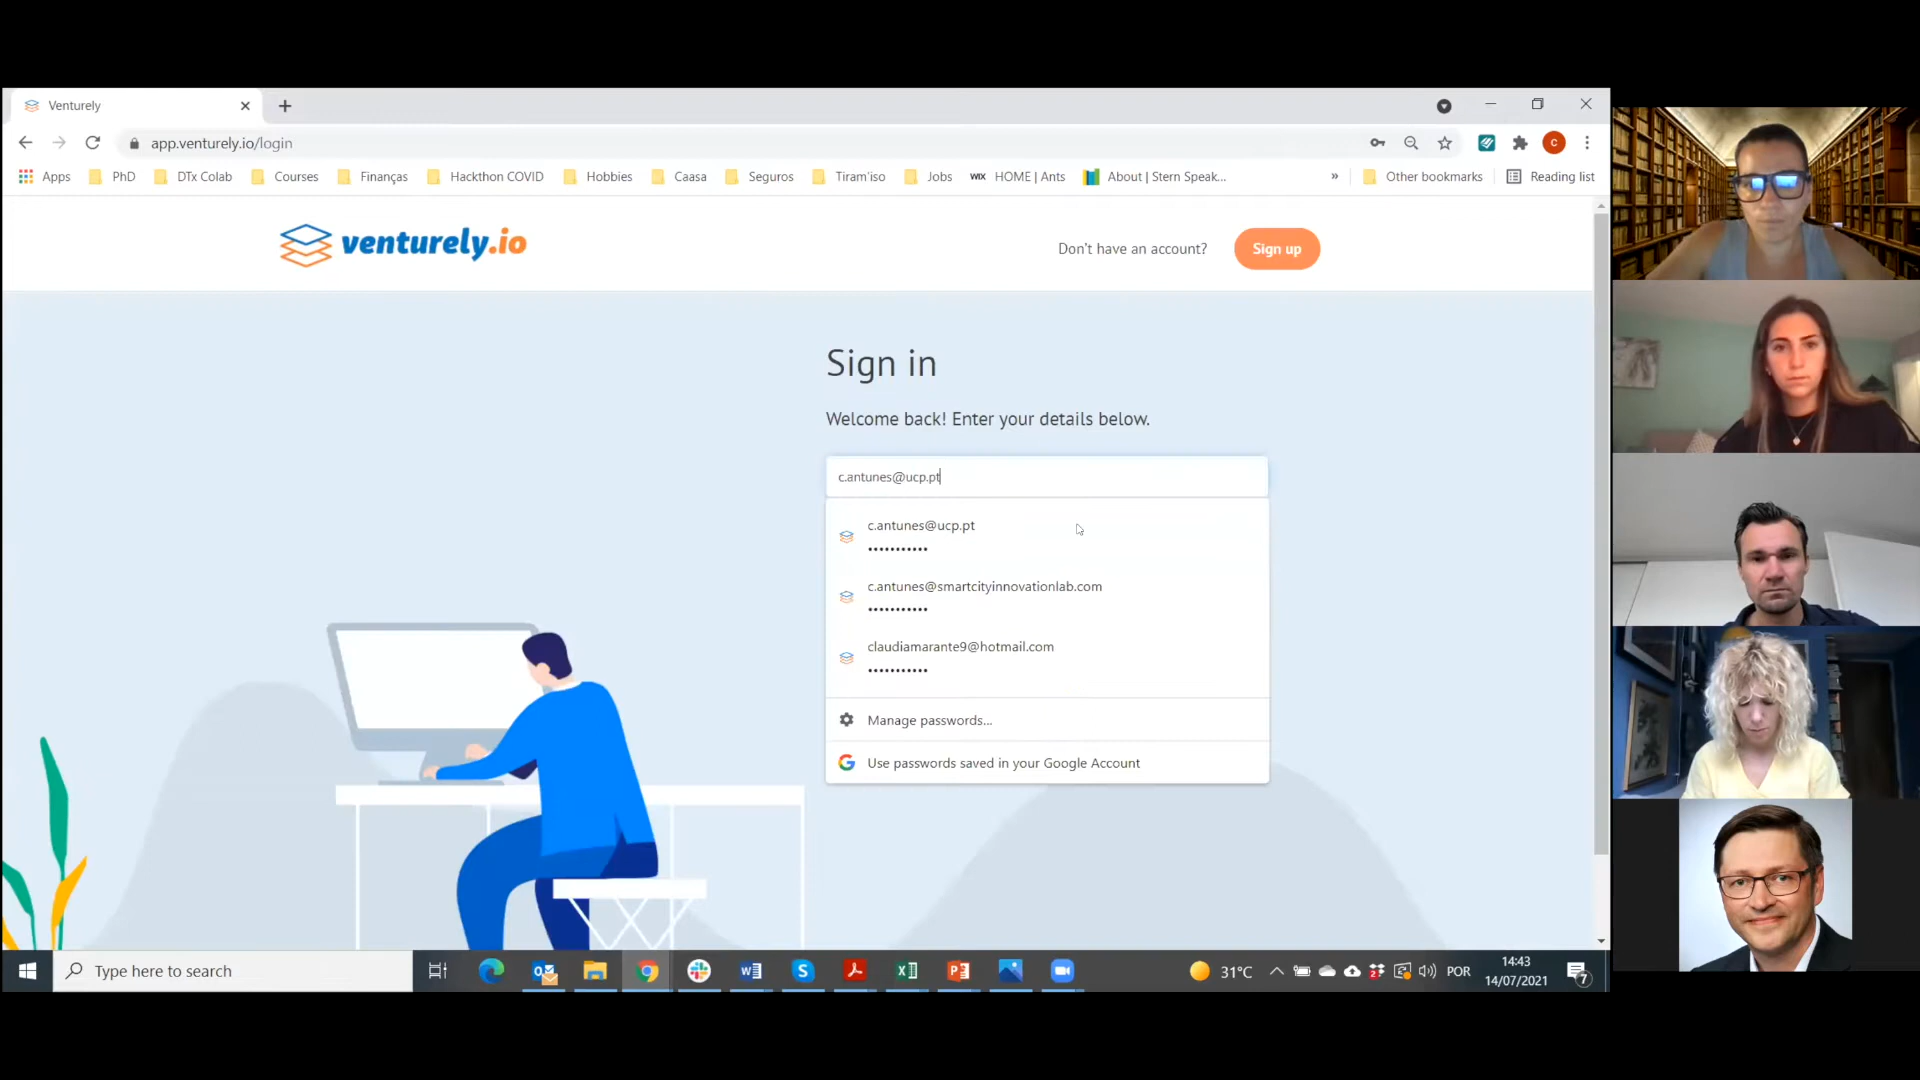 Venturely
app.venturely.io/login
Apps PhD DTx Colab Courses Finanças Hackthon COVID Hobbies Caasa Seguros Tiram'iso Jobs WIX HOME | Ants About | Stern Speak... » Other bookmarks Reading list
C
venturely.io
Don't have an account?
Sign up
Sign in
Welcome back! Enter your details below.
c.antunes@ucp.pt
c.antunes@ucp.pt
•••••••••••
c.antunes@smartcityinnovationlab.com
•••••••••••
claudiamarante9@hotmail.com
•••••••••••
Manage passwords...
Use passwords saved in your Google Account
Type here to search
31°C
POR
14:43
14/07/2021
7